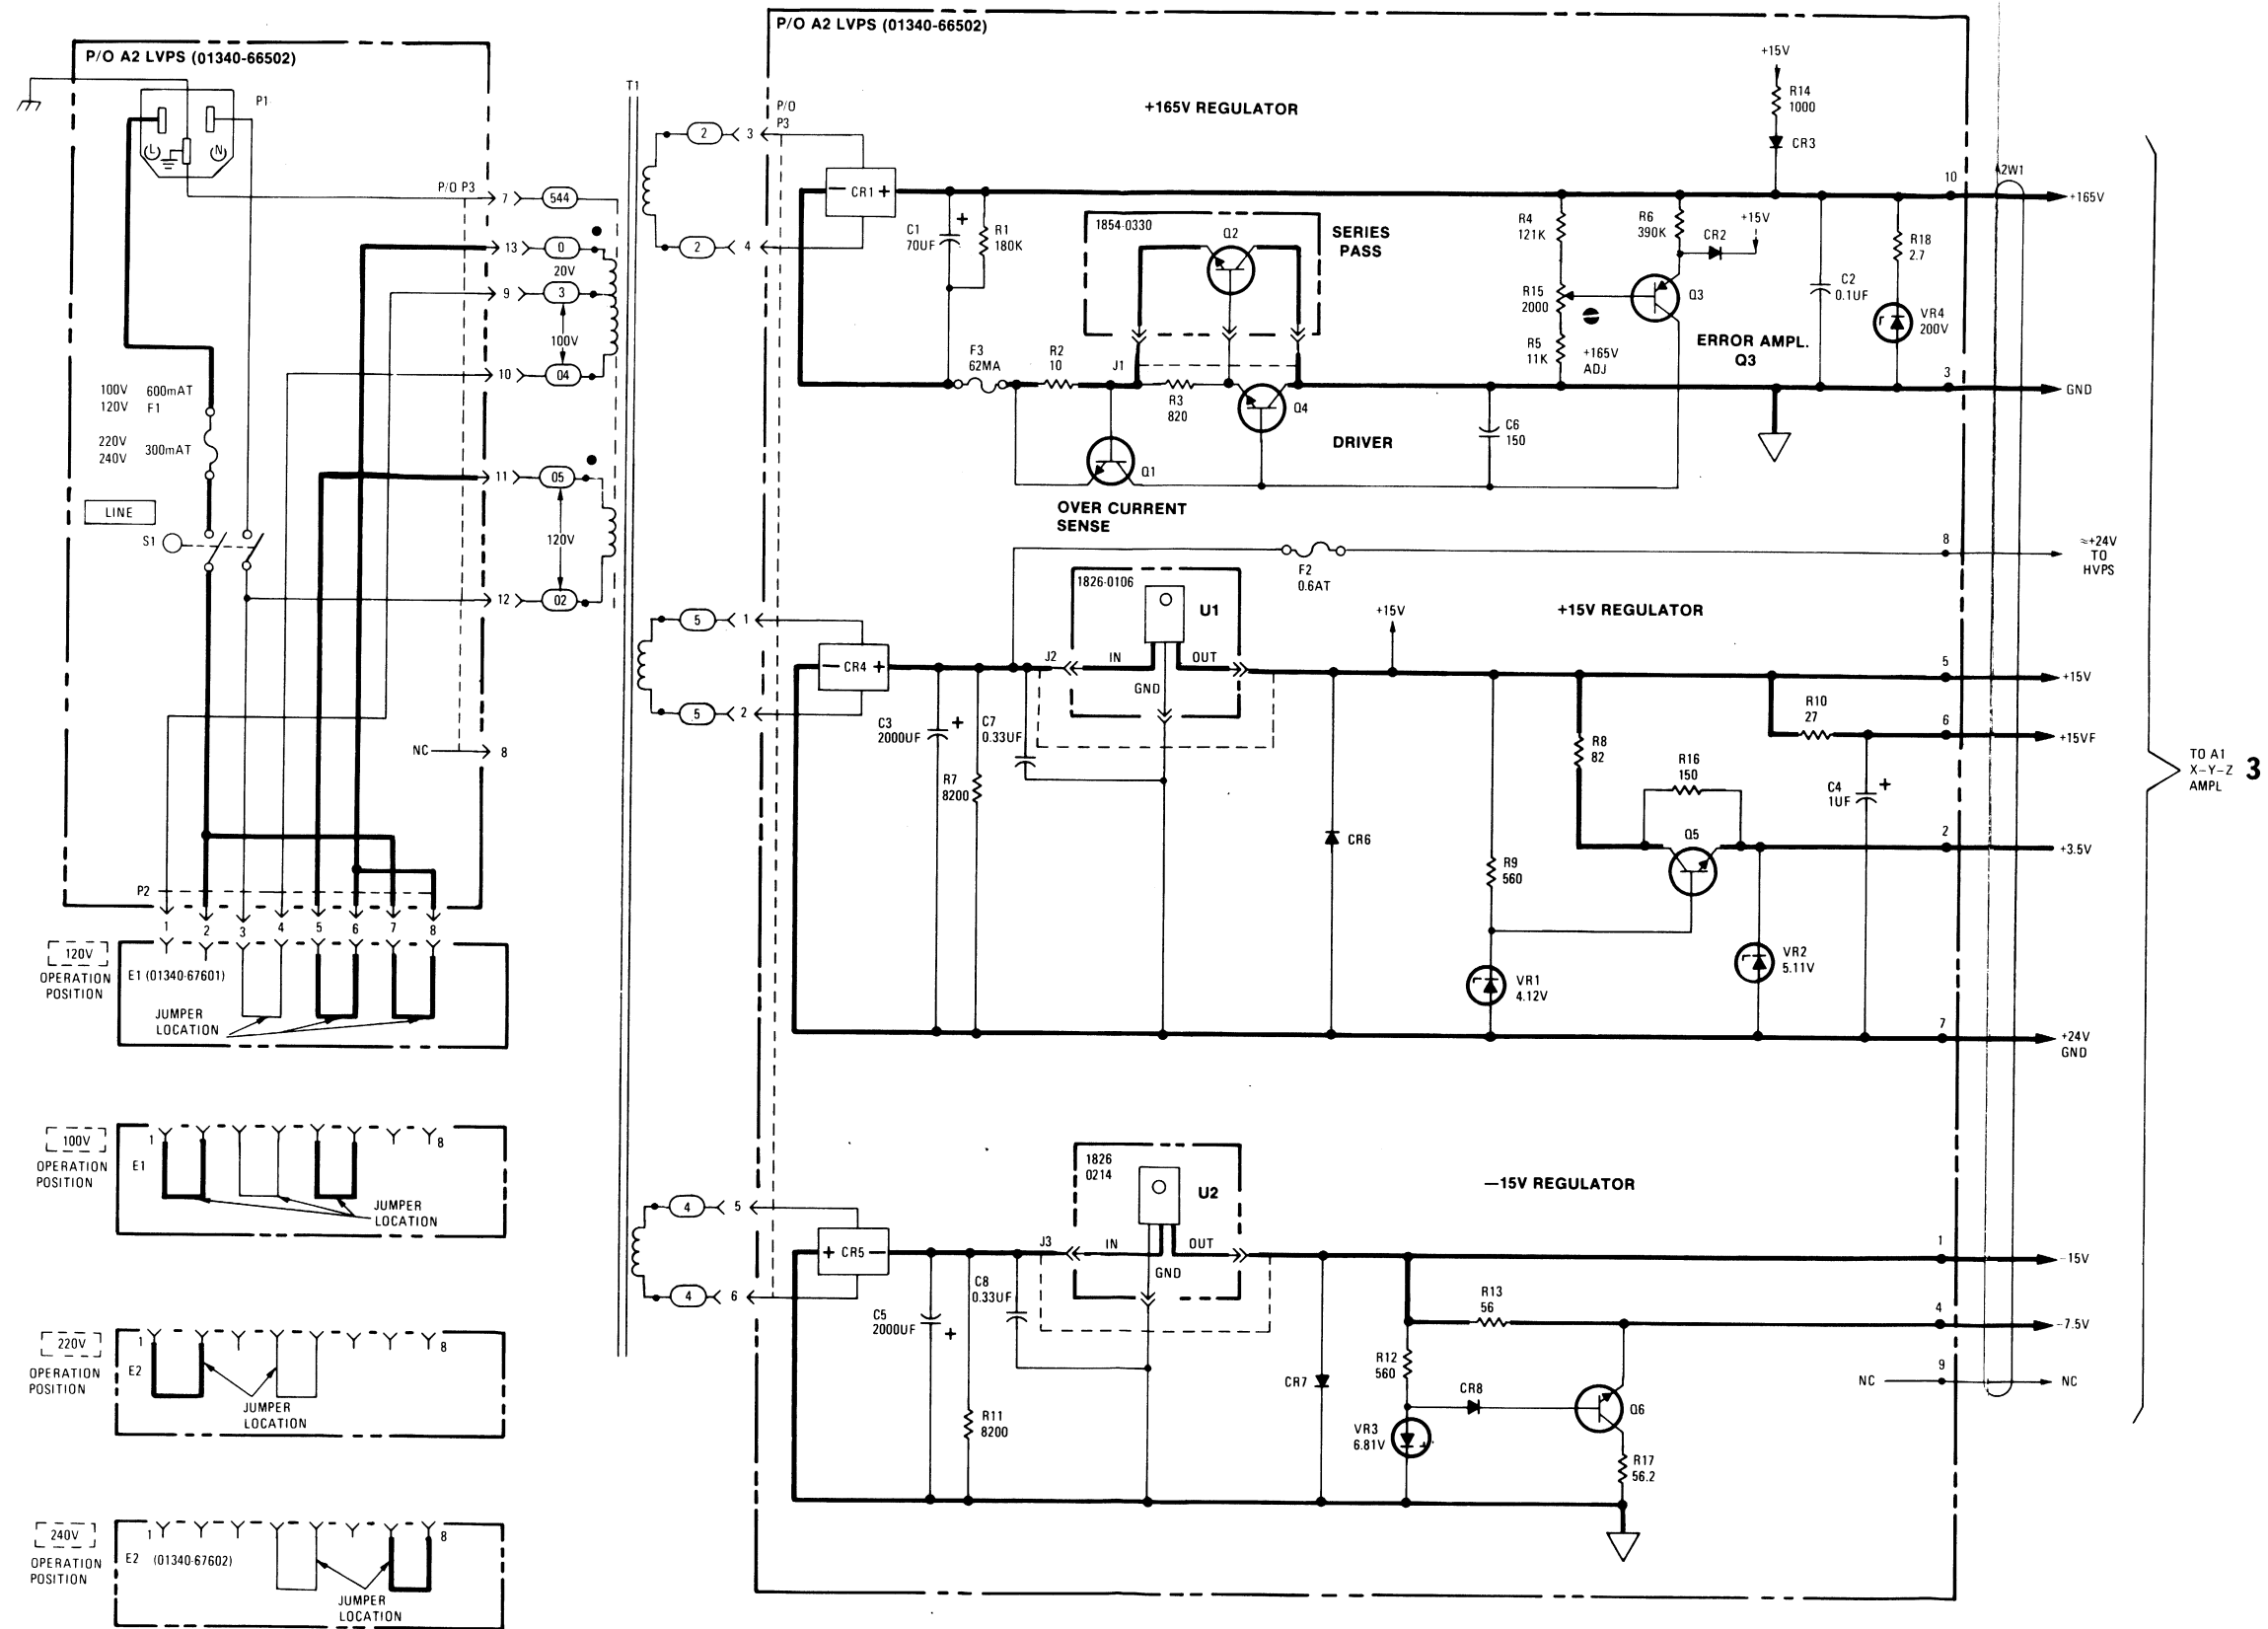 P/O A2 LVPS (01340-66502)
P1
L
N
P/O P3
7
544
13
0
20V
9
3
100V
10
04
11
05
120V
12
02
100V
120V
600mAT
F1
220V
240V
300mAT
LINE
S1
NC
8
P2
1 2 3 4 5 6 7 8
120V
OPERATION
POSITION
E1 (01340-67601)
JUMPER
LOCATION
100V
OPERATION
POSITION
1
8
E1
JUMPER
LOCATION
220V
OPERATION
POSITION
1
8
E2
JUMPER
LOCATION
240V
OPERATION
POSITION
1
8
E2 (01340-67602)
JUMPER
LOCATION
T1
2 3
2 4
5 1
5 2
4 5
4 6
P/O A2 LVPS (01340-66502)
P/O
P3
+165V REGULATOR
+15V
R14
1000
CR3
- CR1 +
+
C1
70UF
R1
180K
1854-0330
Q2
SERIES
PASS
R4
121K
R6
390K
+15V
CR2
R15
2000
Q3
R5
11K
+165V
ADJ
ERROR AMPL.
Q3
C2
0.1UF
R18
2.7
VR4
200V
10
A2W1
+165V
F3
62MA
R2
10
J1
R3
820
Q4
3
GND
DRIVER
C6
150
Q1
OVER CURRENT
SENSE
F2
0.6AT
8
≈+24V
TO
HVPS
1826-0106
U1
+15V
+15V REGULATOR
- CR4 +
J2
IN
OUT
GND
5
+15V
C3
2000UF
+
C7
0.33UF
R7
8200
CR6
R8
82
R10
27
6
+15VF
R16
150
Q5
C4
1UF
+
R9
560
2
+3.5V
VR1
4.12V
VR2
5.11V
7
+24V
GND
1826
0214
U2
—15V REGULATOR
+ CR5 -
J3
IN
OUT
GND
1
-15V
C5
2000UF
+
C8
0.33UF
R11
8200
CR7
R13
56
4
-7.5V
R12
560
CR8
VR3
6.81V
Q6
R17
56.2
9
NC
NC
TO A1
X-Y-Z
AMPL
3